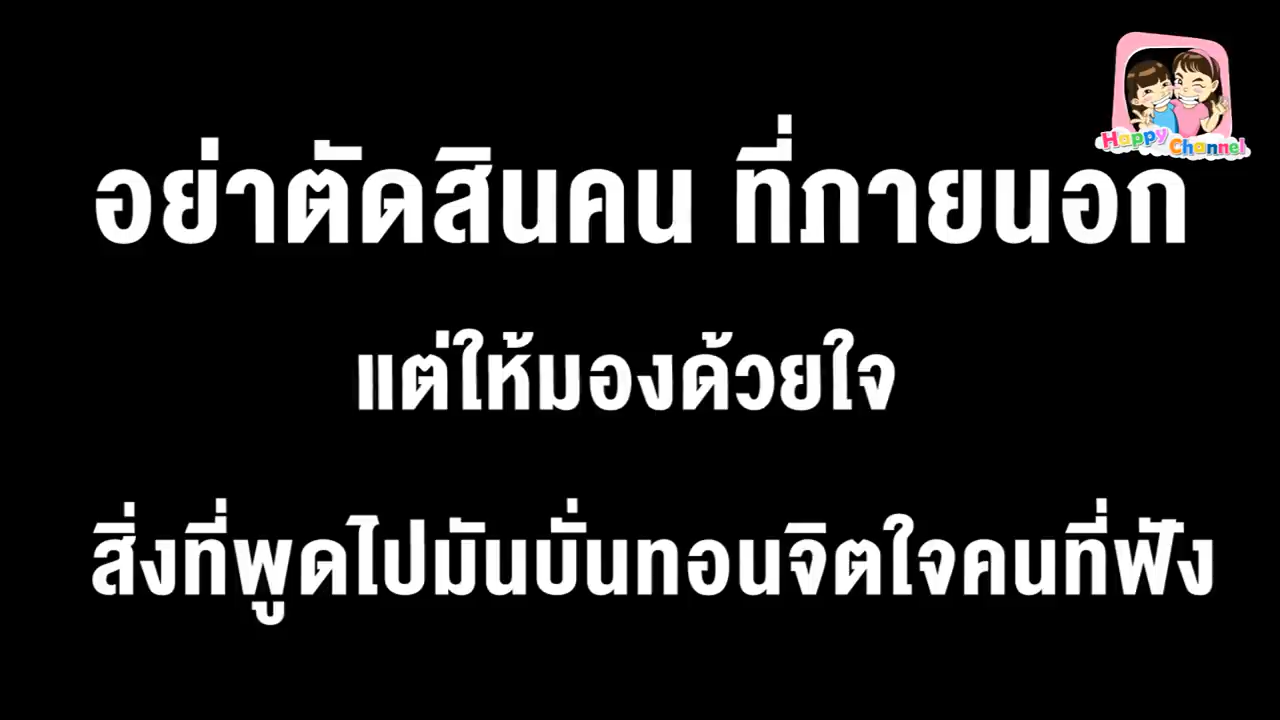 Happy Channel
อย่าตัดสินคน ที่ภายนอก
แต่ให้มองด้วยใจ
สิ่งที่พูดไปมันบั่นทอนจิตใจคนที่ฟัง